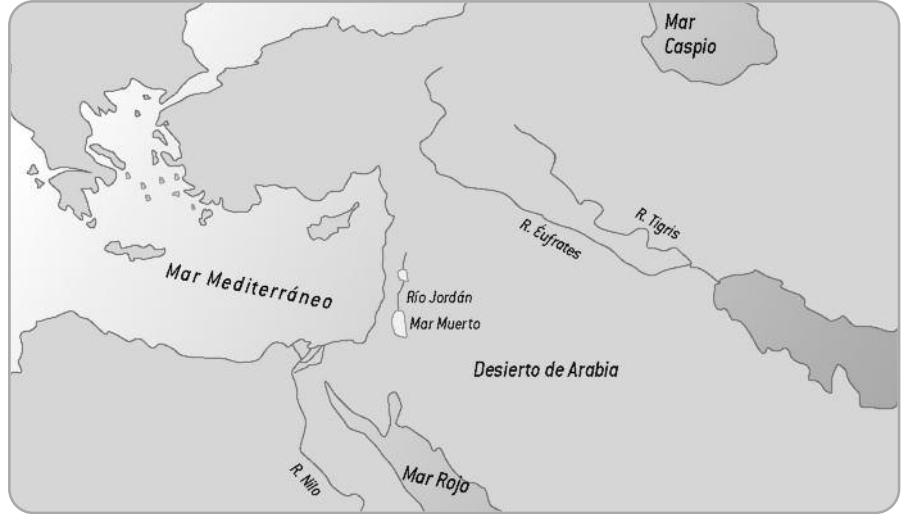 Mar
Caspio
R. Tigris
R. Éufrates
Mar Mediterráneo
Río Jordán
Mar Muerto
Desierto de Arabia
R. Nilo
Mar Rojo